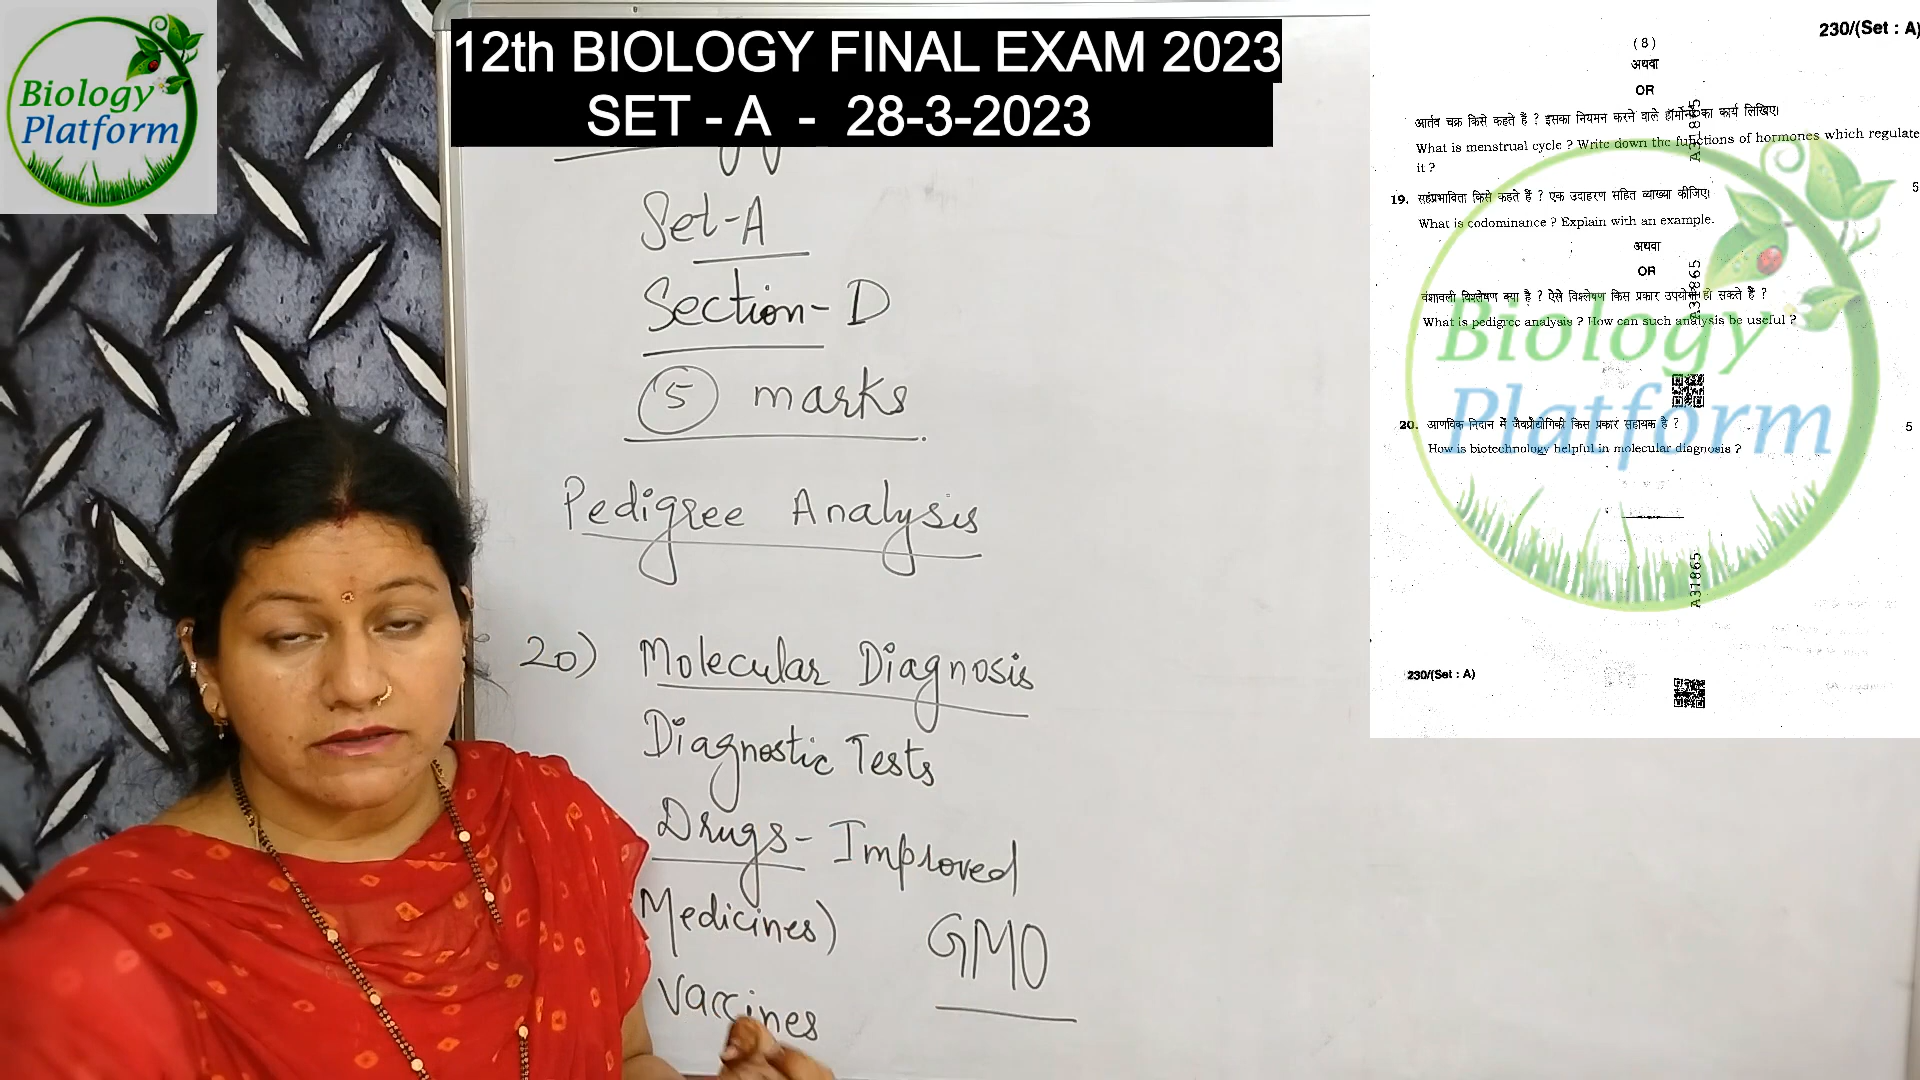 Biology
Platform
12th BIOLOGY FINAL EXAM 2023
SET - A - 28-3-2023
Set-A
Section-D
5 marks
Pedigree Analysis
20) Molecular Diagnosis
Diagnostic Tests
Drugs- Improved
Medicines)
GMO
Vaccines
230/(Set : A)
( 8 )
अथवा
OR
आर्तव चक्र किसे कहते हैं ? इसका नियमन करने वाले हॉर्मोन्स का कार्य लिखिए।
What is menstrual cycle ? Write down the functions of hormones which regulate
it ?
5
19. सहप्रभाविता किसे कहते हैं ? एक उदाहरण सहित व्याख्या कीजिए।
What is codominance ? Explain with an example.
अथवा
OR
वंशावली विश्लेषण क्या है ? ऐसे विश्लेषण किस प्रकार उपयोगी हो सकते हैं ?
What is pedigree analysis ? How can such analysis be useful ?
Biology
Platform
20. आणविक निदान में जैवप्रौद्योगिकी किस प्रकार सहायक है ?
5
How is biotechnology helpful in molecular diagnosis ?
A31865
A31865
A31865
230/(Set : A)